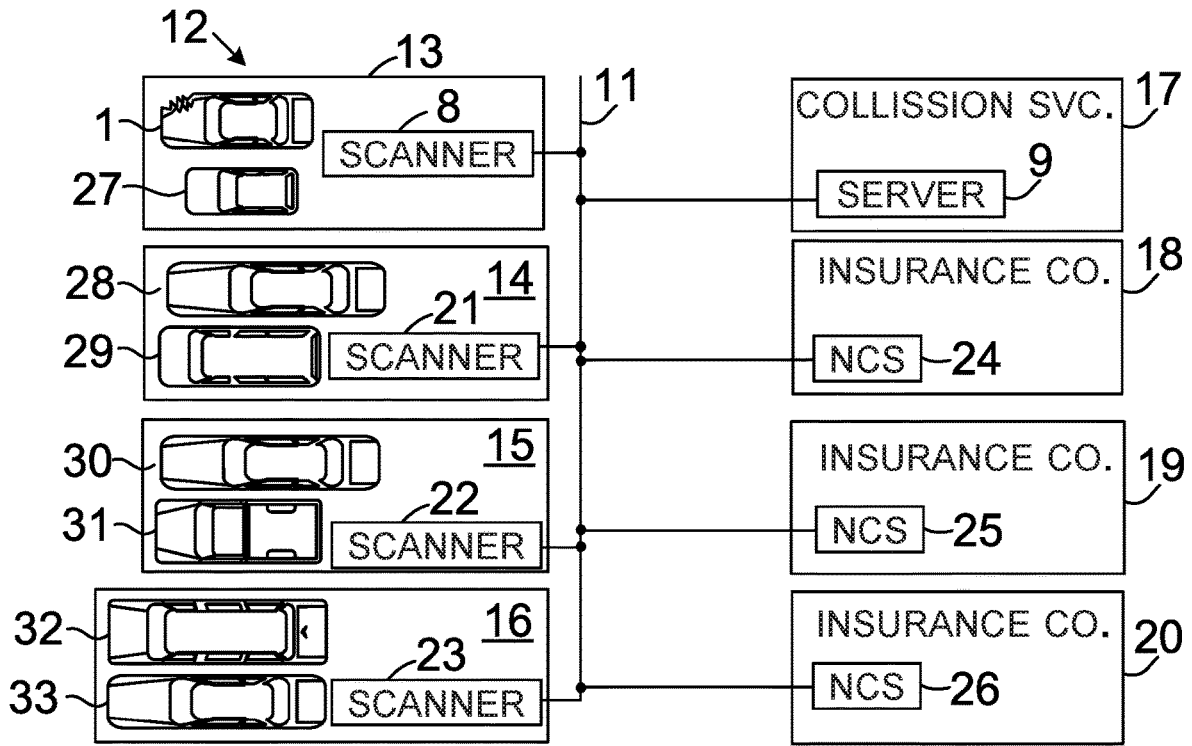 12
13
11
1
8
SCANNER
27
COLLISSION SVC.
17
9
SERVER
28
14
21
29
SCANNER
INSURANCE CO.
18
NCS
24
30
15
22
31
SCANNER
INSURANCE CO.
19
NCS
25
32
16
23
33
SCANNER
INSURANCE CO.
20
NCS
26